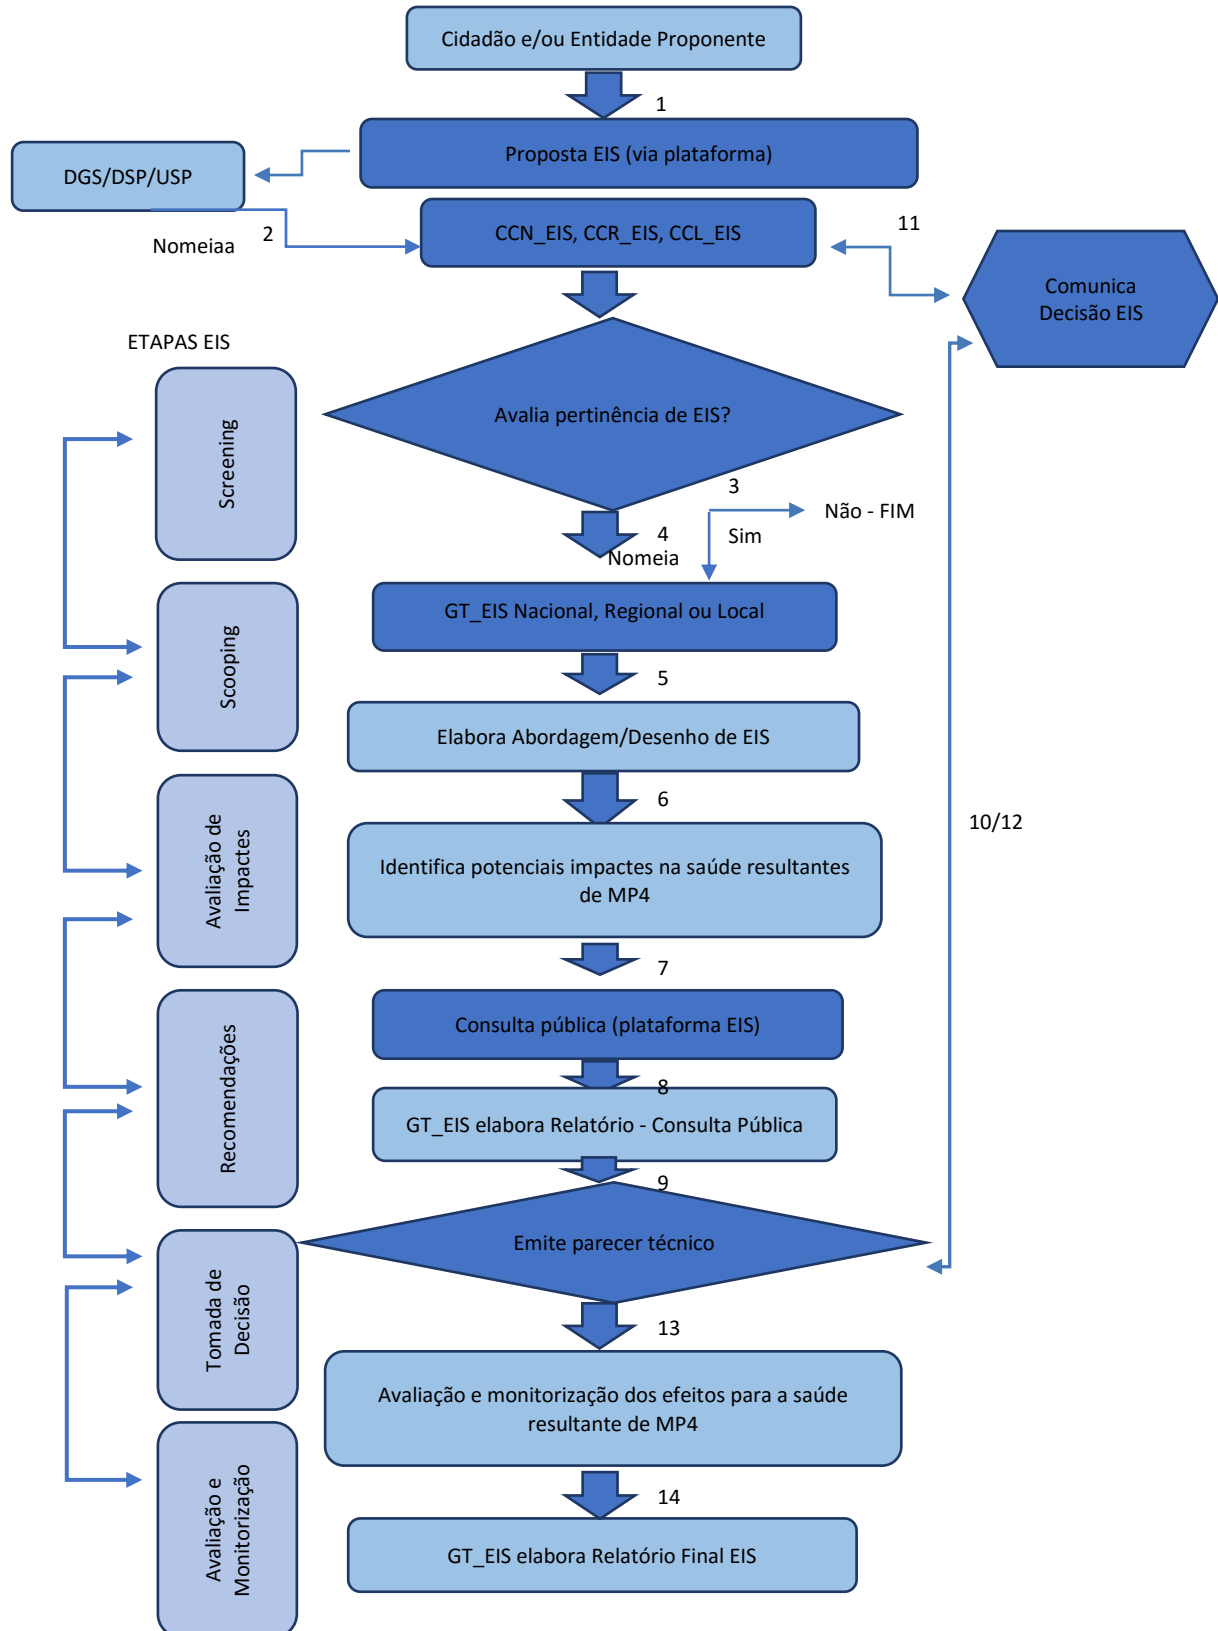 Cidadão e/ou Entidade Proponente
1
Proposta EIS (via plataforma)
DGS/DSP/USP
2
Nomeiaa
CCN_EIS, CCR_EIS, CCL_EIS
11
Comunica
Decisão EIS
ETAPAS EIS
Avalia pertinência de EIS?
Screening
3
Não - FIM
4
Sim
Nomeia
GT_EIS Nacional, Regional ou Local
Scooping
5
Elabora Abordagem/Desenho de EIS
6
10/12
Avaliação de
Impactes
Identifica potenciais impactes na saúde resultantes
de MP4
7
Consulta pública (plataforma EIS)
Recomendações
8
GT_EIS elabora Relatório - Consulta Pública
9
Emite parecer técnico
Tomada de
Decisão
13
Avaliação e monitorização dos efeitos para a saúde
resultante de MP4
14
Avaliação e
Monitorização
GT_EIS elabora Relatório Final EIS